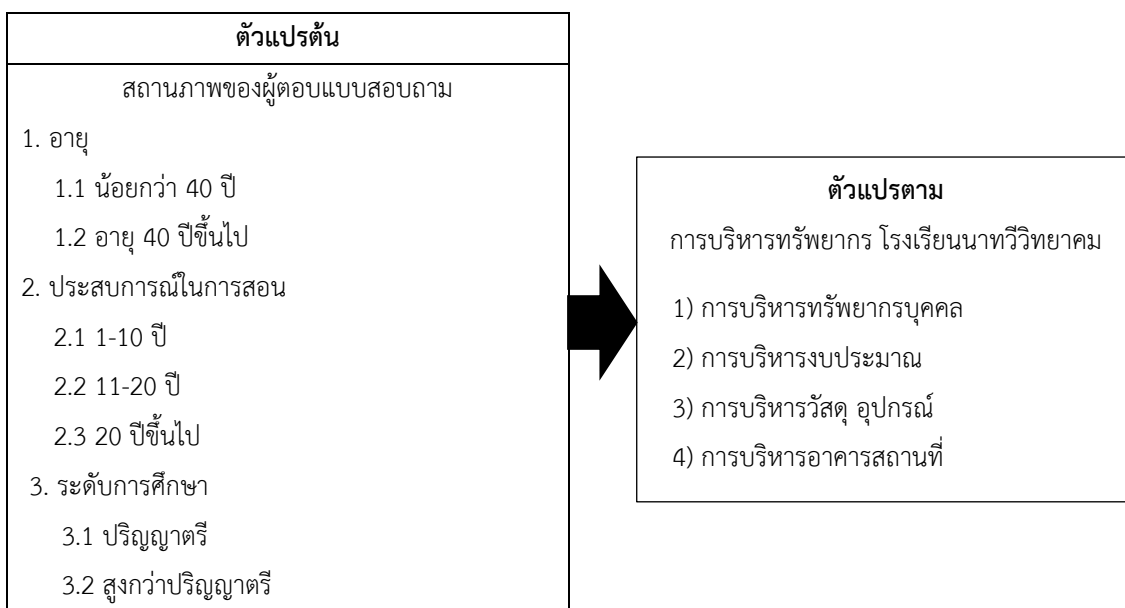 ตัวแปรต้น
สถานภาพของผู้ตอบแบบสอบถาม
1. อายุ
1.1 น้อยกว่า 40 ปี
1.2 อายุ 40 ปีขึ้นไป
2. ประสบการณ์ในการสอน
2.1 1-10 ปี
2.2 11-20 ปี
2.3 20 ปีขึ้นไป
3. ระดับการศึกษา
3.1 ปริญญาตรี
3.2 สูงกว่าปริญญาตรี
ตัวแปรตาม
การบริหารทรัพยากร โรงเรียนนาทวีวิทยาคม
1) การบริหารทรัพยากรบุคคล
2) การบริหารงบประมาณ
3) การบริหารวัสดุ อุปกรณ์
4) การบริหารอาคารสถานที่